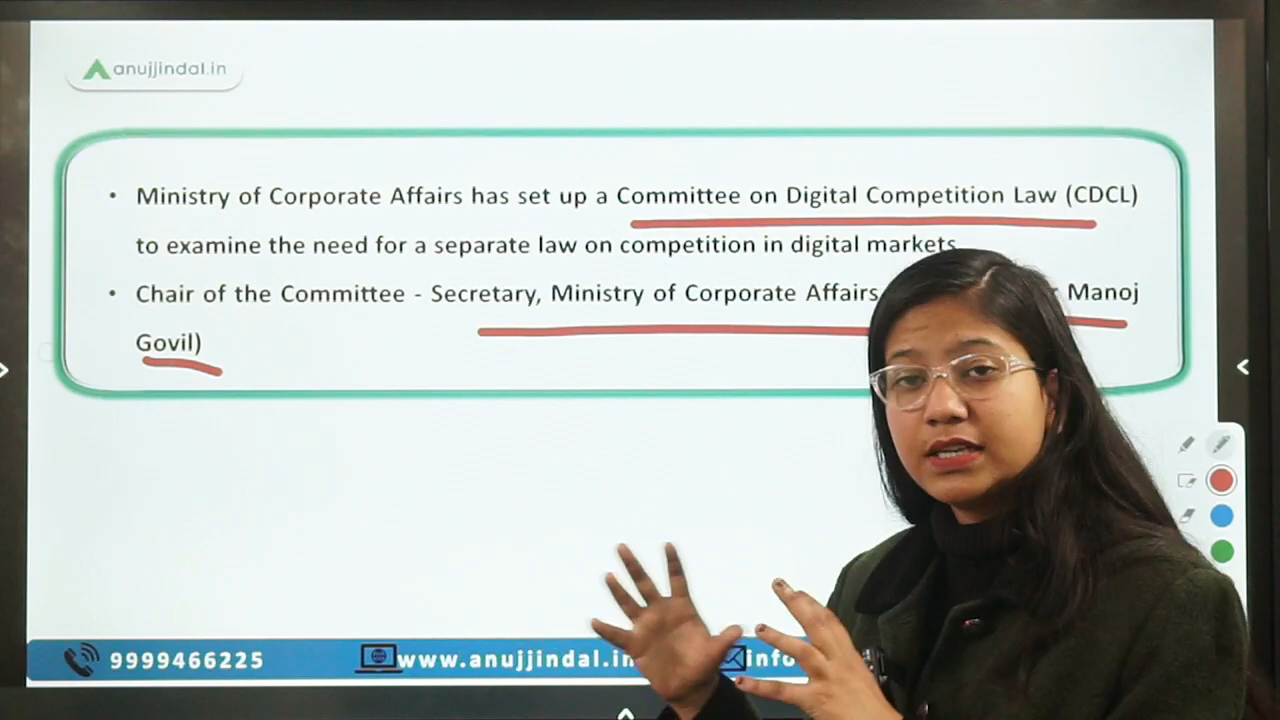 anujjindal.in
• Ministry of Corporate Affairs has set up a Committee on Digital Competition Law (CDCL)
to examine the need for a separate law on competition in digital markets
• Chair of the Committee - Secretary, Ministry of Corporate Affairs Manoj
Govil)
9999466225 www.anujjindal.in info